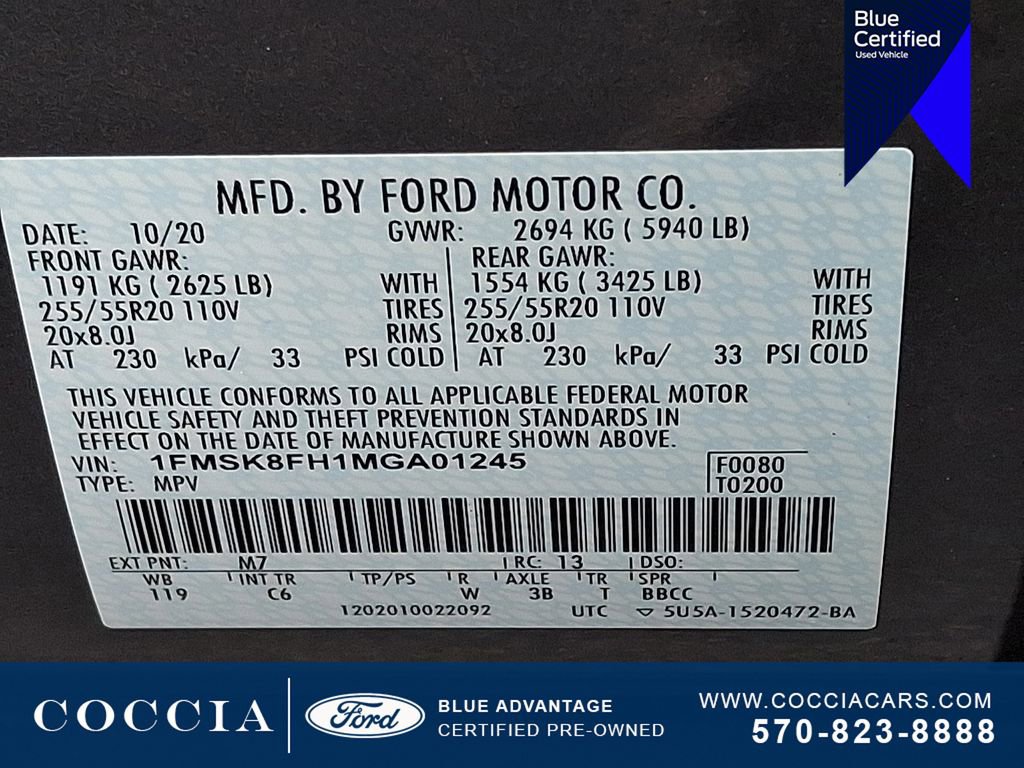 Blue
Certified
Used Vehicle
MFD. BY FORD MOTOR CO.
DATE: 10/20 GVWR: 2694 KG ( 5940 LB)
FRONT GAWR: REAR GAWR:
1191 KG ( 2625 LB) WITH 1554 KG ( 3425 LB) WITH
255/55R20 110V TIRES 255/55R20 110V TIRES
20x8.0J RIMS 20x8.0J RIMS
AT 230 kPa/ 33 PSI COLD AT 230 kPa/ 33 PSI COLD
THIS VEHICLE CONFORMS TO ALL APPLICABLE FEDERAL MOTOR
VEHICLE SAFETY AND THEFT PREVENTION STANDARDS IN
EFFECT ON THE DATE OF MANUFACTURE SHOWN ABOVE.
VIN: 1FMSK8FH1MGA01245 F0080
TYPE: MPV T0200
EXT PNT: M7 RC: 13 DSO:
WB INT TR TP/PS R AXLE TR SPR
119 C6 W 3B T BBCC
1202010022092 UTC ▽ 5U5A-1520472-BA
COCCIA Ford BLUE ADVANTAGE
CERTIFIED PRE-OWNED
WWW.COCCIACARS.COM
570-823-8888